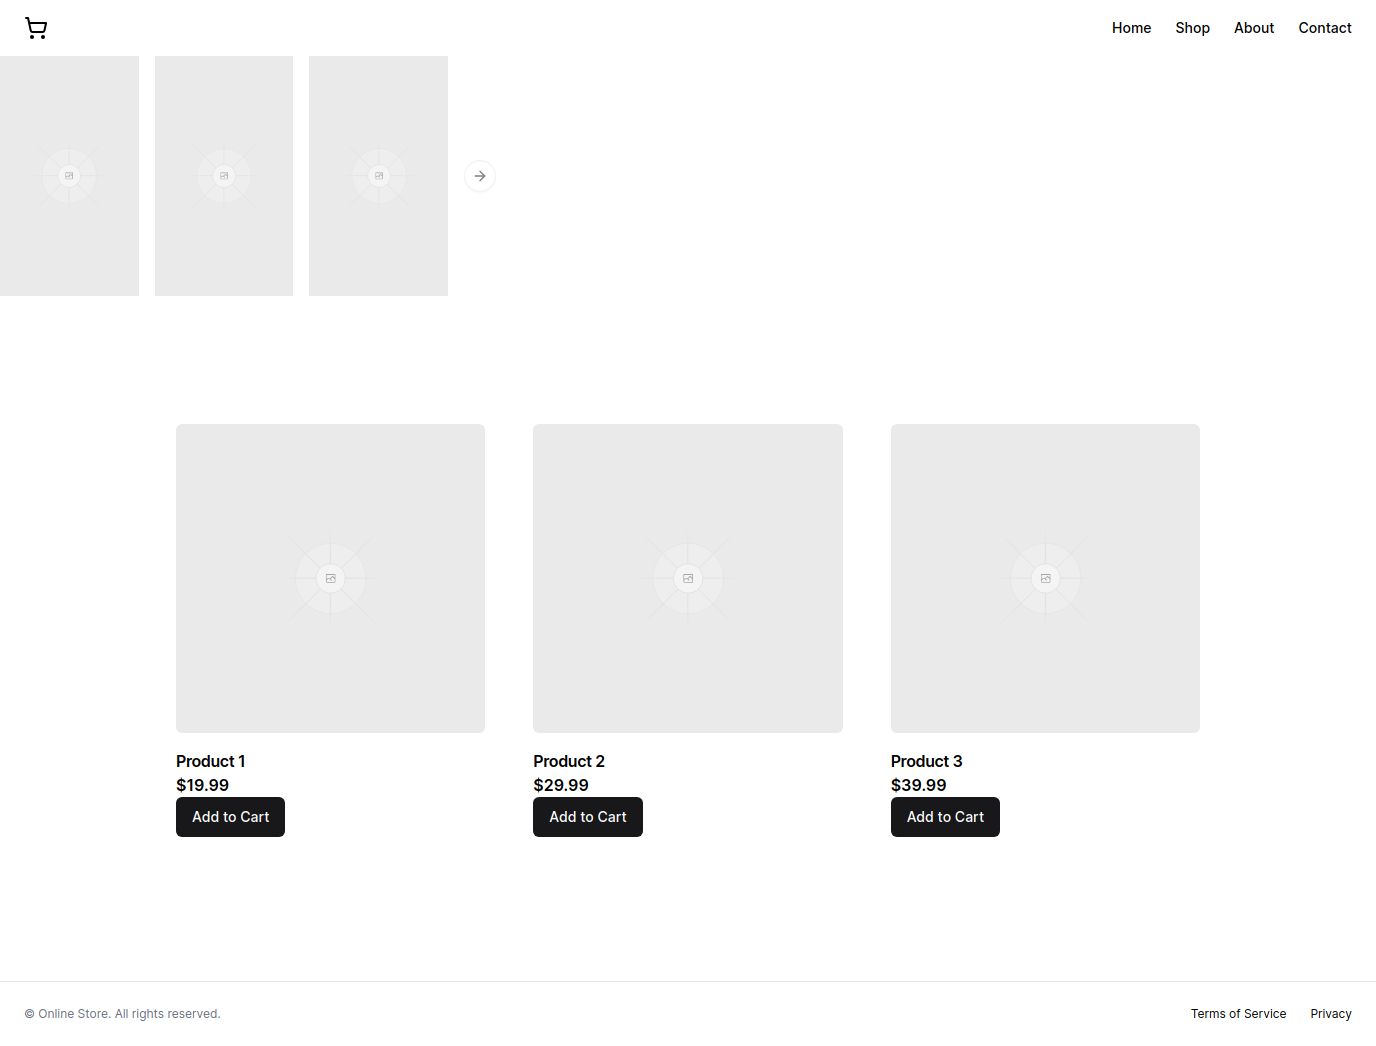 Home Shop About Contact
Product 1
$19.99
Add to Cart
Product 2
$29.99
Add to Cart
Product 3
$39.99
Add to Cart
© Online Store. All rights reserved.
Terms of Service Privacy